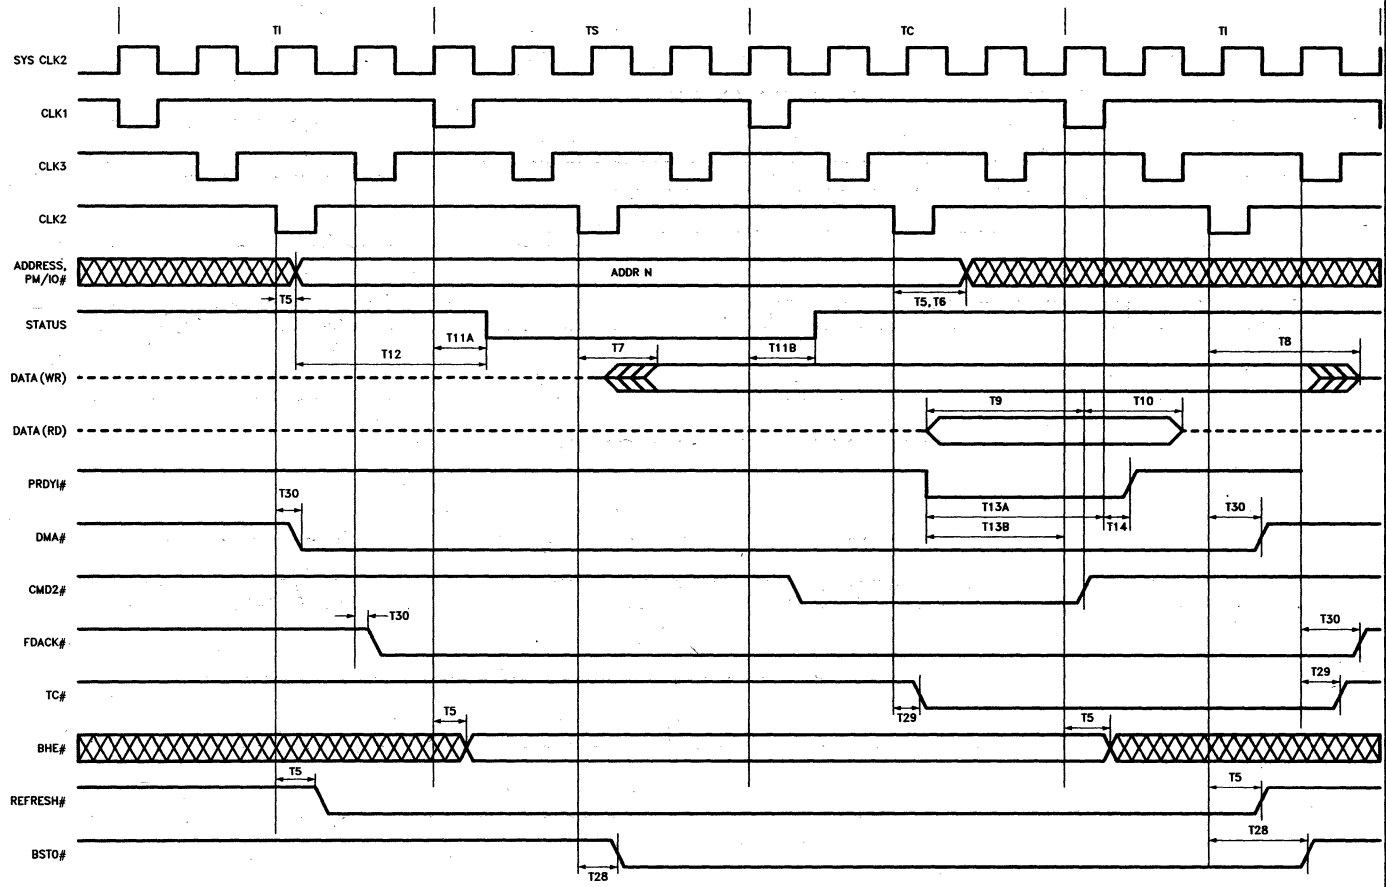 TI TS TC TI
SYS CLK2
CLK1
CLK3
CLK2
ADDRESS,
PM/IO#
ADDR N
T5
T5, T6
STATUS
T11A
T7
T11B
T8
T12
DATA(WR)
T9 T10
DATA(RD)
PRDYI#
T30
T13A
T30
T13B
T14
DMA#
CMD2#
T30
T30
FDACK#
T29
TC#
T5
T29
T5
BHE#
T5
T5
REFRESH#
T28
BST0#
T28